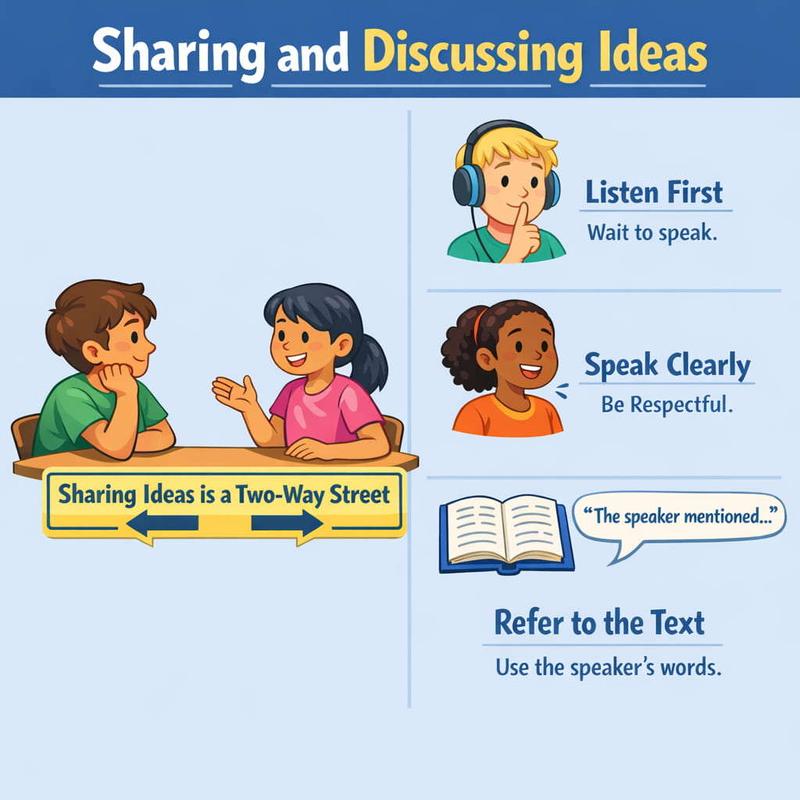 Sharing and Discussing Ideas
Sharing Ideas is a Two-Way Street
Listen First
Wait to speak.
Speak Clearly
Be Respectful.
“The speaker mentioned...”
Refer to the Text
Use the speaker’s words.